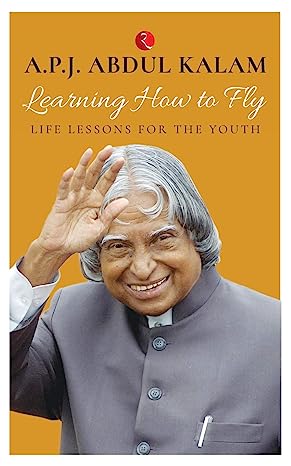 A.P.J. ABDUL KALAM
Learning How to Fly
LIFE LESSONS FOR THE YOUTH